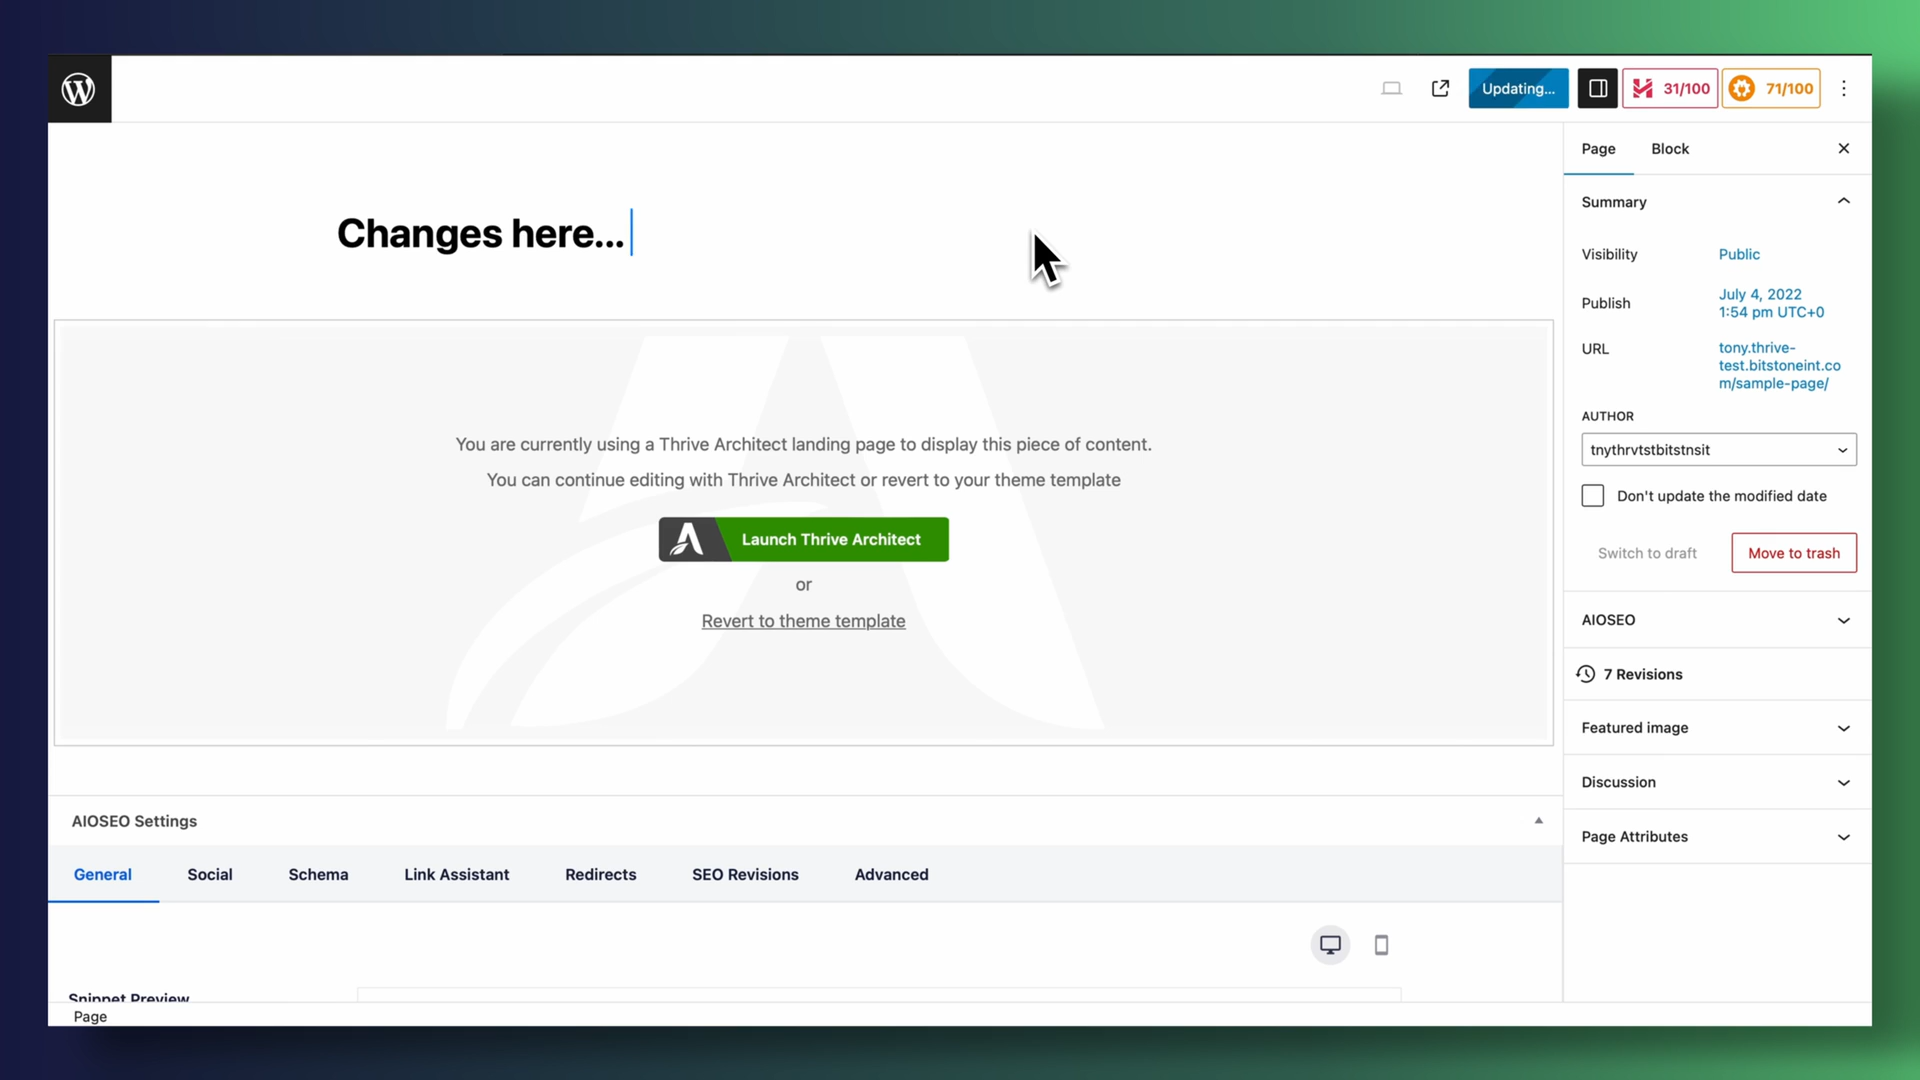 Updating...
31/100
71/100
Page
Block
Changes here...
Summary
Visibility
Public
Publish
July 4, 2022
1:54 pm UTC+0
URL
tony.thrive-
test.bitstoneint.co
m/sample-page/
AUTHOR
tnythrvtstbitstnsit
Don't update the modified date
Switch to draft
Move to trash
You are currently using a Thrive Architect landing page to display this piece of content.
You can continue editing with Thrive Architect or revert to your theme template
Launch Thrive Architect
or
Revert to theme template
AIOSEO
7 Revisions
Featured image
Discussion
Page Attributes
AIOSEO Settings
General
Social
Schema
Link Assistant
Redirects
SEO Revisions
Advanced
Snippet Preview
Page